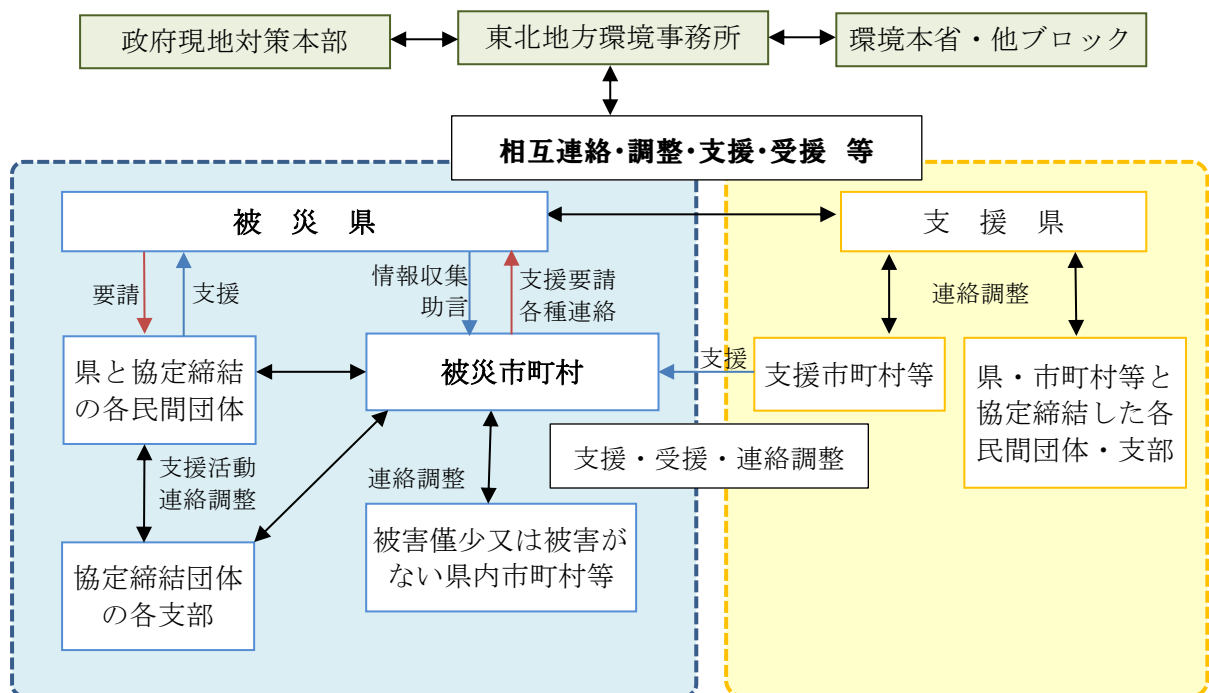 政府現地対策本部
東北地方環境事務所
環境本省・他ブロック
相互連絡・調整・支援・受援 等
被 災 県
支 援 県
要請
支援
情報収集
助言
支援要請
各種連絡
連絡調整
県と協定締結
の各民間団体
被災市町村
支援
支援市町村等
県・市町村等と
協定締結した各
民間団体・支部
支援活動
連絡調整
連絡調整
支援・受援・連絡調整
協定締結団体
の各支部
被害僅少又は被害が
ない県内市町村等